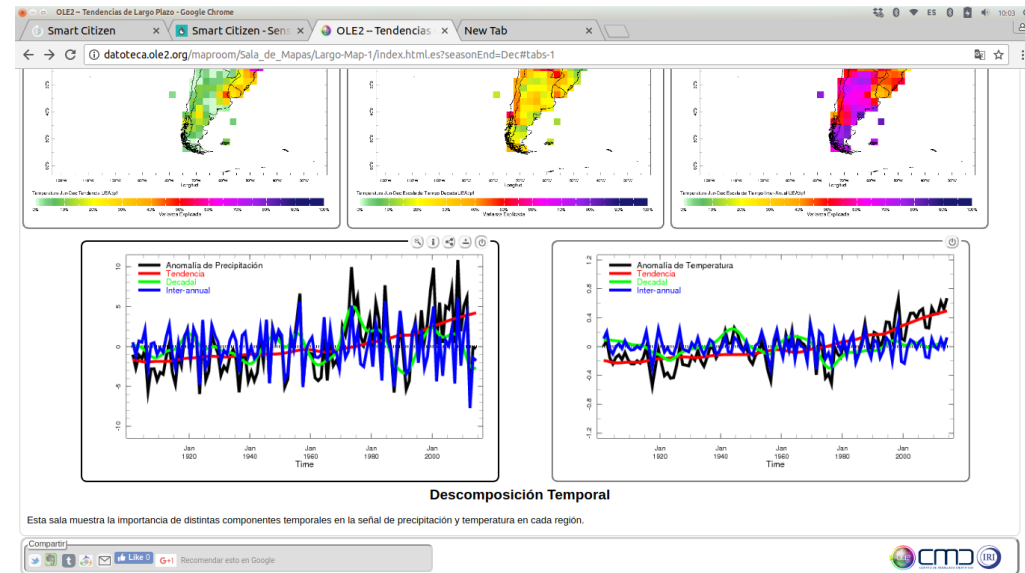 OLE2 – Tendencias de Largo Plazo - Google Chrome
ES 10:03
Smart Citizen × Smart Citizen - Sens × OLE2 – Tendencias × New Tab ×
datoteca.ole2.org/maproom/Sala_de_Mapas/Largo-Map-1/index.html.es?seasonEnd=Dec#tabs-1
Longitud
Varianza Explicada Varianza Explicada Varianza Explicada
Anomalía de Precipitación
Tendencia
Decadal
Inter-annual
10
5
0
-5
-10
Jan Jan Jan Jan Jan
1920 1940 1960 1980 2000
Time
Anomalía de Temperatura
Tendencia
Decadal
Inter-annual
1.2
0.8
0.4
0
-0.4
-0.8
-1.2
Jan Jan Jan Jan Jan
1920 1940 1960 1980 2000
Time
Descomposición Temporal
Esta sala muestra la importancia de distintas componentes temporales en la señal de precipitación y temperatura en cada región.
Compartir
Like 0 G+1 Recomendar esto en Google
CMC IRI